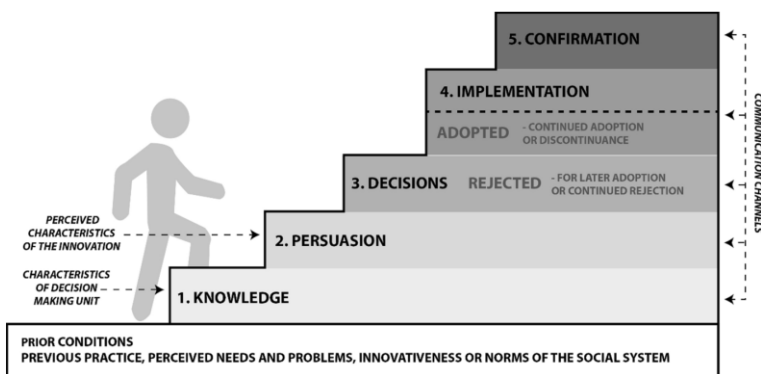 5. CONFIRMATION
4. IMPLEMENTATION
ADOPTED - CONTINUED ADOPTION
OR DISCONTINUANCE
3. DECISIONS REJECTED - FOR LATER ADOPTION
OR CONTINUED REJECTION
PERCEIVED
CHARACTERISTICS
OF THE INNOVATION
2. PERSUASION
CHARACTERISTICS
OF DECISION
MAKING UNIT
1. KNOWLEDGE
COMMUNICATION CHANNELS
PRIOR CONDITIONS
PREVIOUS PRACTICE, PERCEIVED NEEDS AND PROBLEMS, INNOVATIVENESS OR NORMS OF THE SOCIAL SYSTEM